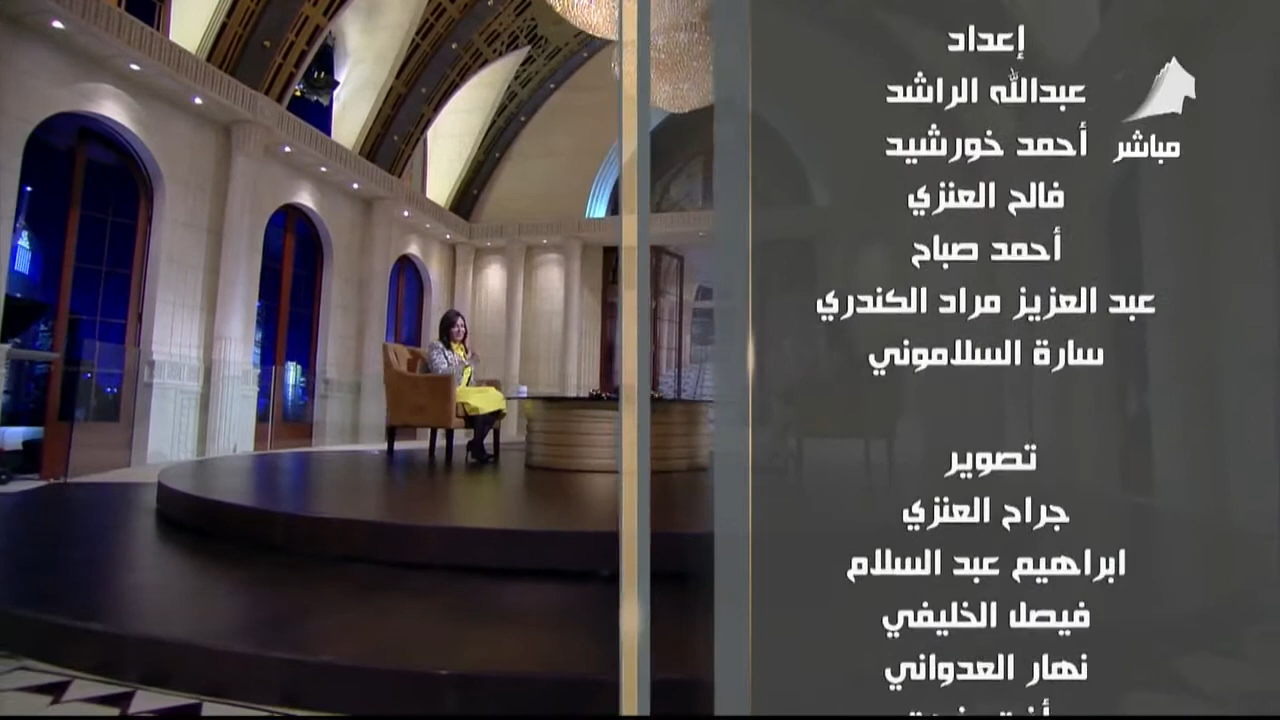 إعداد
عبدالله الراشد
أحمد خورشيد
مباشر
فالح العنزي
أحمد صباح
عبد العزيز مراد الكندري
سارة السلاموني
تصوير
جراح العنزي
ابراهيم عبد السلام
فيصل الخليفي
نهار العدواني